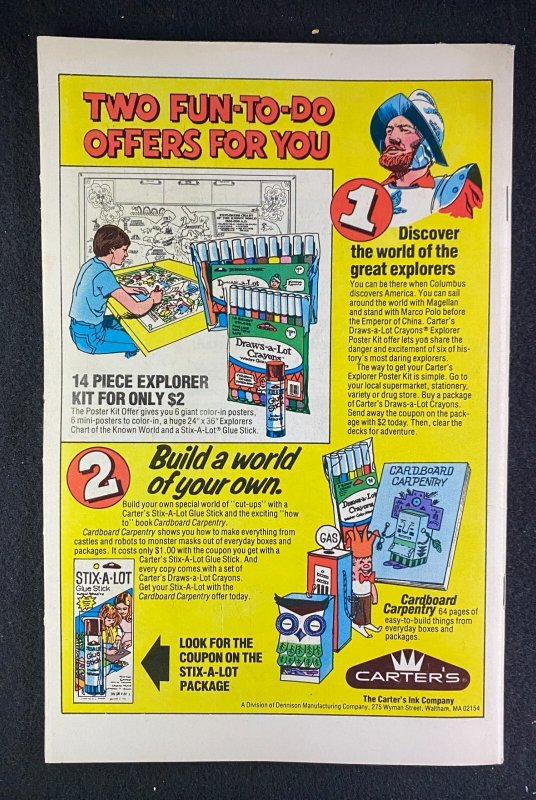 TWO FUN-TO-DO
OFFERS FOR YOU
1
Discover
the world of the
great explorers
You can be there when Columbus
discovers America. You can sail
around the world with Magellan
and stand with Marco Polo before
the Emperor of China. Carter's
Draws-a-Lot Crayons® Explorer
Poster Kit offer lets you share the
danger and excitement of six of his-
tory's most daring explorers.
The way to get your Carter's
Explorer Poster Kit is simple. Go to
your local supermarket, stationery,
variety or drug store. Buy a package
of Carter's Draws-a-Lot Crayons.
Send away the coupon on the pack-
age with $2 today. Then, clear the
decks for adventure.
Draws-a-Lot
Crayons
14 PIECE EXPLORER
KIT FOR ONLY $2
The Poster Kit Offer gives you 6 giant color-in posters,
6 mini-posters to color-in, a huge 24" x 36" Explorers
Chart of the Known World and a Stix-A-Lot® Glue Stick.
2
Build a world
of your own.
Build your own special world of "cut-ups" with a
Carter's Stix-A-Lot Glue Stick and the exciting "how
to" book Cardboard Carpentry.
Cardboard Carpentry shows you how to make everything from
castles and robots to monster masks out of everyday boxes and
packages. It costs only $1.00 with the coupon you get with a
Carter's Stix-A-Lot Glue Stick. And
every copy comes with a set of
Carter's Draws-a-Lot Crayons.
Get your Stix-A-Lot with the
Cardboard Carpentry offer today.
STIX-A-LOT
Glue Stick
LOOK FOR THE
COUPON ON THE
STIX-A-LOT
PACKAGE
Draws-a-Lot
Crayons
GAS
CARDBOARD
CARPENTRY
Cardboard
Carpentry 64 pages of
easy-to-build things from
everyday boxes and
packages.
CARTER'S®
The Carter's Ink Company
A Division of Dennison Manufacturing Company, 275 Wyman Street, Waltham, MA 02154